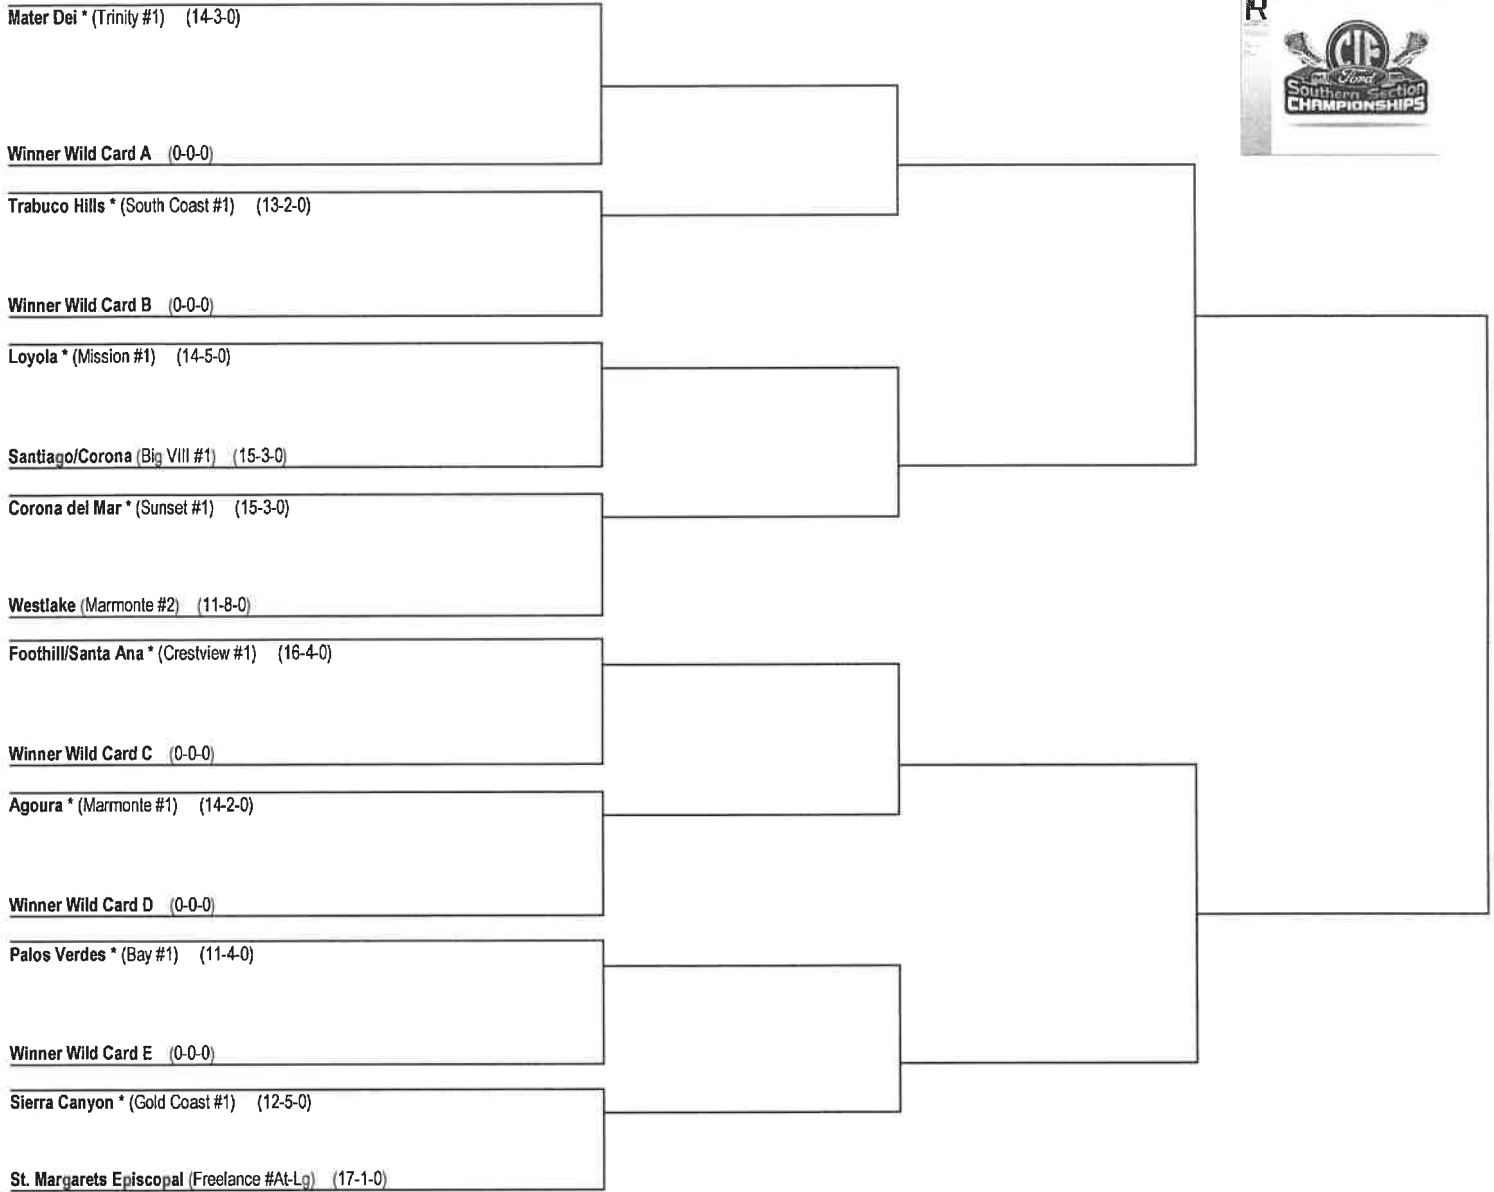 Mater Dei * (Trinity #1) (14-3-0)
Winner Wild Card A (0-0-0)
Trabuco Hills * (South Coast #1) (13-2-0)
Winner Wild Card B (0-0-0)
Loyola * (Mission #1) (14-5-0)
Santiago/Corona (Big VIII #1) (15-3-0)
Corona del Mar * (Sunset #1) (15-3-0)
Westlake (Marmonte #2) (11-8-0)
Foothill/Santa Ana * (Crestview #1) (16-4-0)
Winner Wild Card C (0-0-0)
Agoura * (Marmonte #1) (14-2-0)
Winner Wild Card D (0-0-0)
Palos Verdes * (Bay #1) (11-4-0)
Winner Wild Card E (0-0-0)
Sierra Canyon * (Gold Coast #1) (12-5-0)
St. Margarets Episcopal (Freelance #At-Lg) (17-1-0)
R
CIF
Ford
Southern Section
CHAMPIONSHIPS